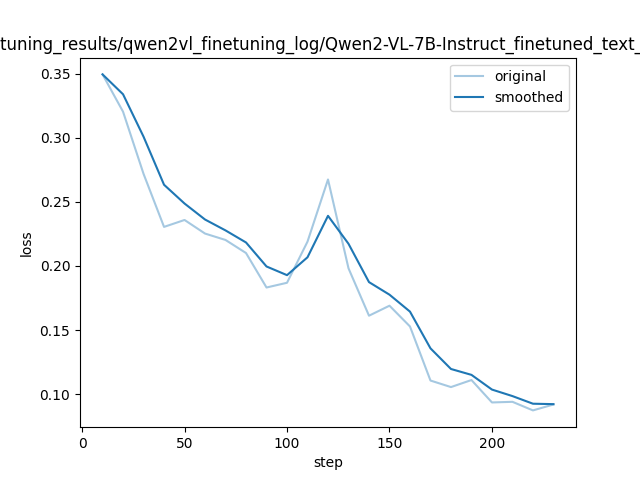 tuning_results/qwen2vl_finetuning_log/Qwen2-VL-7B-Instruct_finetuned_text_
original
smoothed
0.35
0.30
0.25
0.20
0.15
0.10
loss
0
50
100
150
200
step